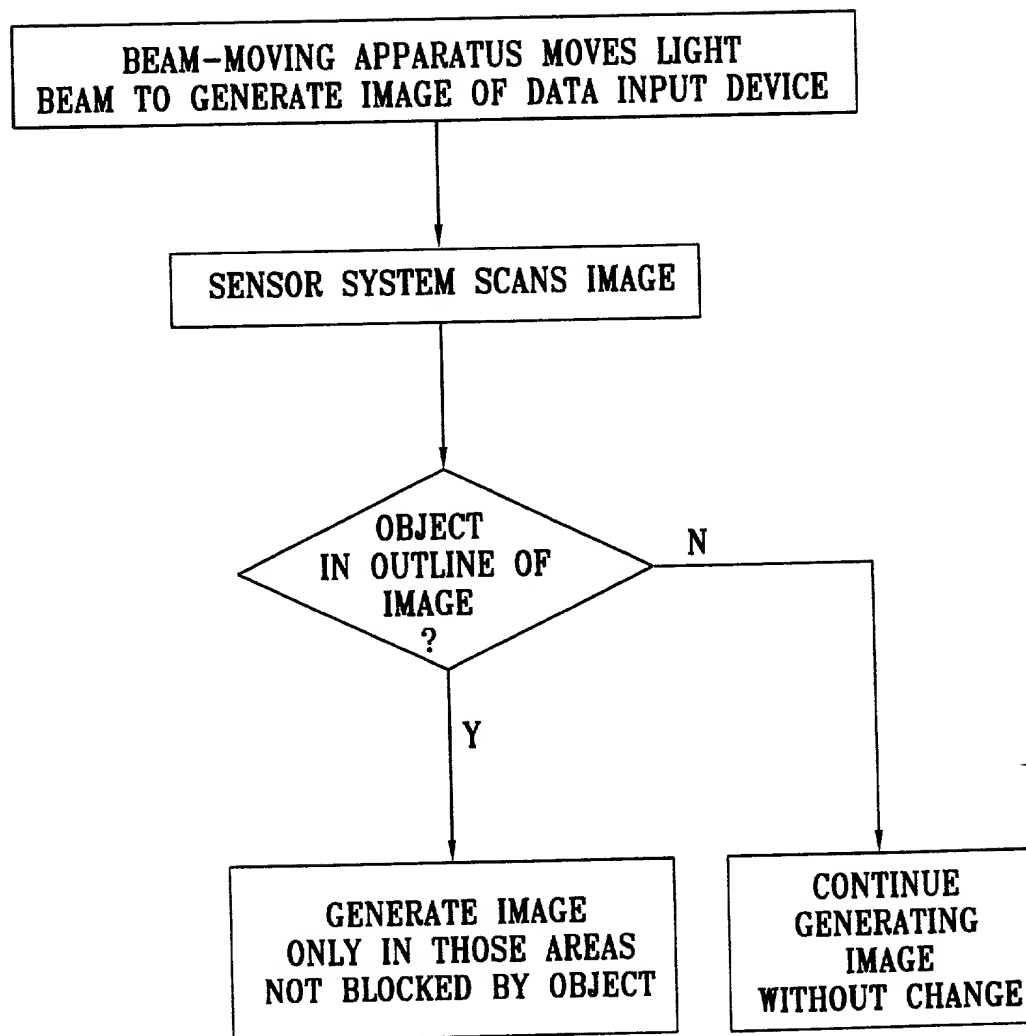 BEAM-MOVING APPARATUS MOVES LIGHT
BEAM TO GENERATE IMAGE OF DATA INPUT DEVICE
SENSOR SYSTEM SCANS IMAGE
OBJECT
IN OUTLINE OF
IMAGE
?
N
Y
GENERATE IMAGE
ONLY IN THOSE AREAS
NOT BLOCKED BY OBJECT
CONTINUE
GENERATING
IMAGE
WITHOUT CHANGE